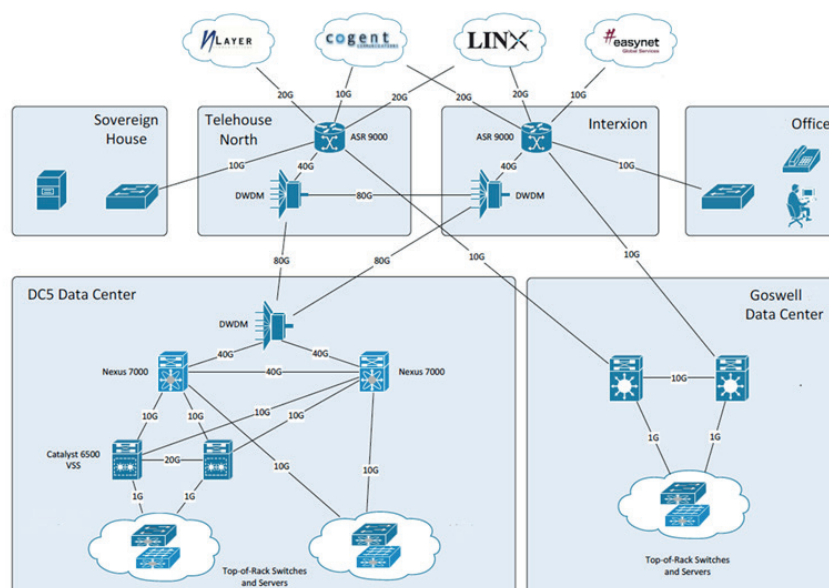 nLAYER
cogent
COMMUNICATIONS
LINX
#easynet
Global Services
20G
10G
20G
20G
20G
10G
Sovereign
House
Telehouse
North
ASR 9000
ASR 9000
Interxion
Office
10G
40G
40G
10G
DWDM
80G
DWDM
80G
80G
10G
10G
DC5 Data Center
Goswell
Data Center
DWDM
40G
40G
Nexus 7000
40G
Nexus 7000
10G
10G
10G
10G
10G
Catalyst 6500
VSS
20G
10G
10G
1G
1G
1G
1G
Top-of-Rack Switches
and Servers
Top-of-Rack Switches
and Servers